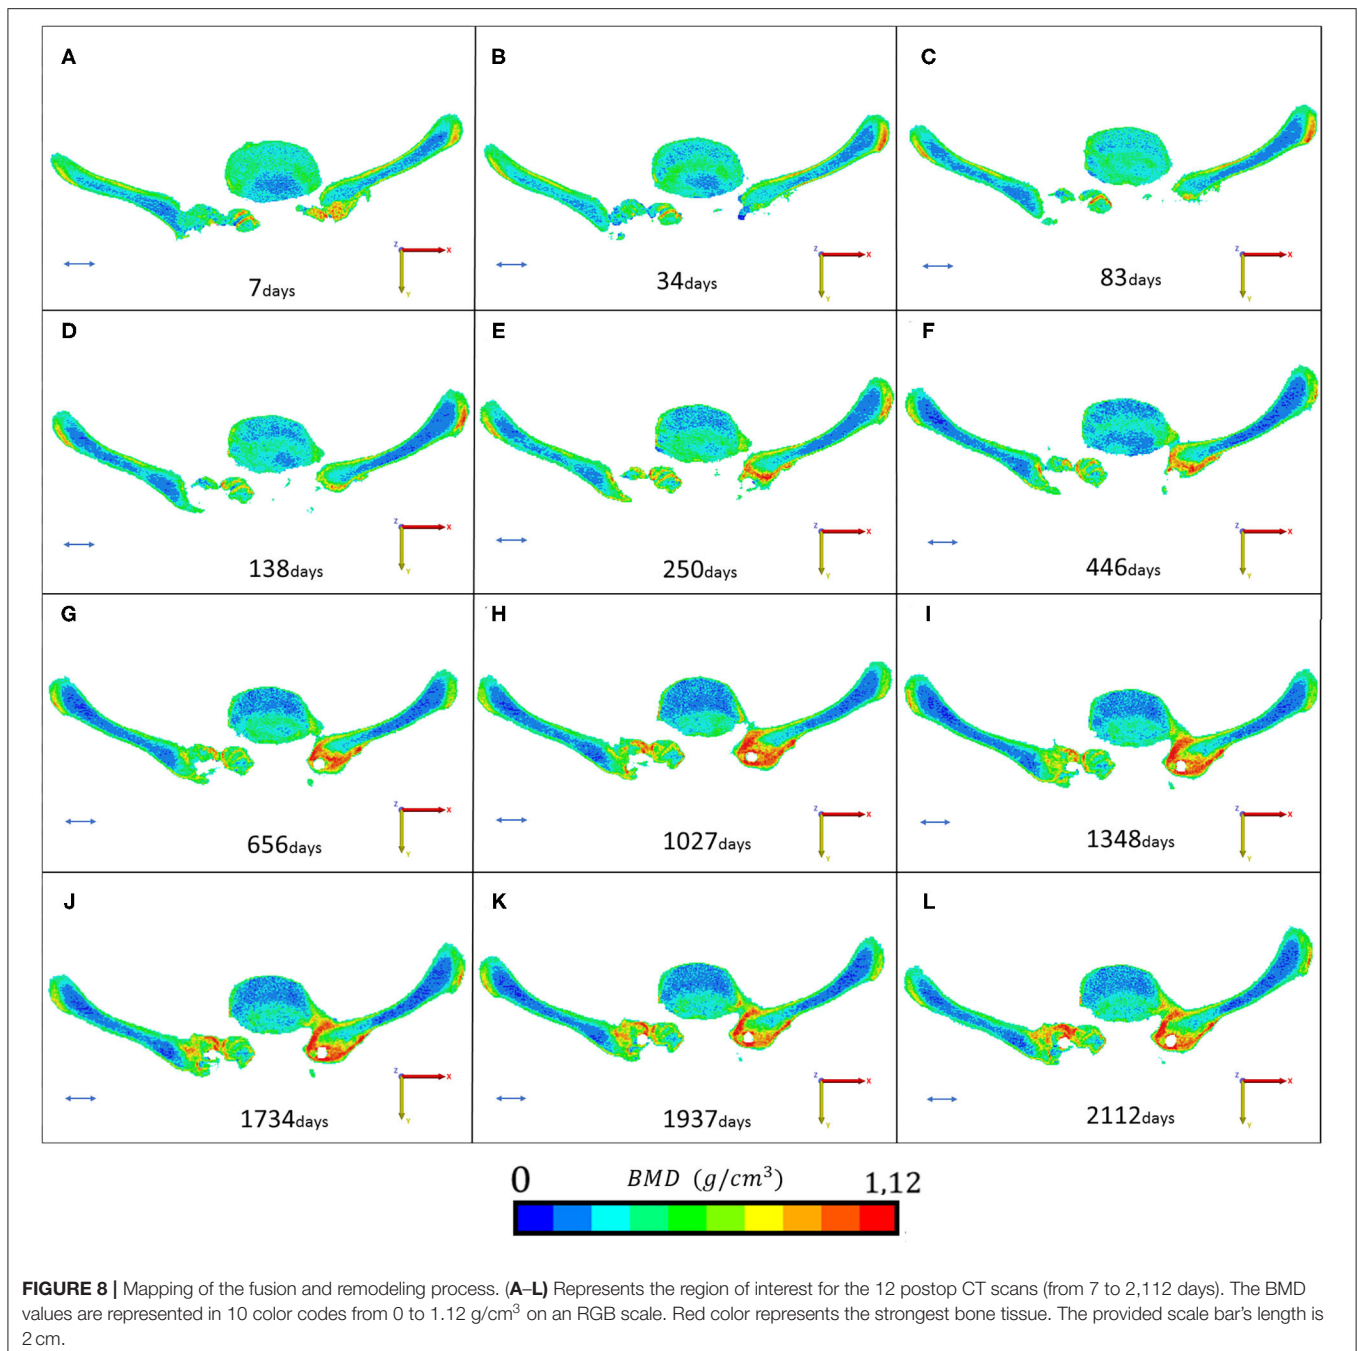 A
B
C
Z
X
Y
7days
Z
X
Y
34days
Z
X
Y
83days
D
E
F
Z
X
Y
138days
Z
X
Y
250days
Z
X
Y
446days
G
H
I
Z
X
Y
656days
Z
X
Y
1027days
Z
X
Y
1348days
J
K
L
Z
X
Y
1734days
Z
X
Y
1937days
Z
X
Y
2112days
0 BMD (g/cm³) 1,12
FIGURE 8 | Mapping of the fusion and remodeling process. (A–L) Represents the region of interest for the 12 postop CT scans (from 7 to 2,112 days). The BMD
values are represented in 10 color codes from 0 to 1.12 g/cm³ on an RGB scale. Red color represents the strongest bone tissue. The provided scale bar's length is
2 cm.